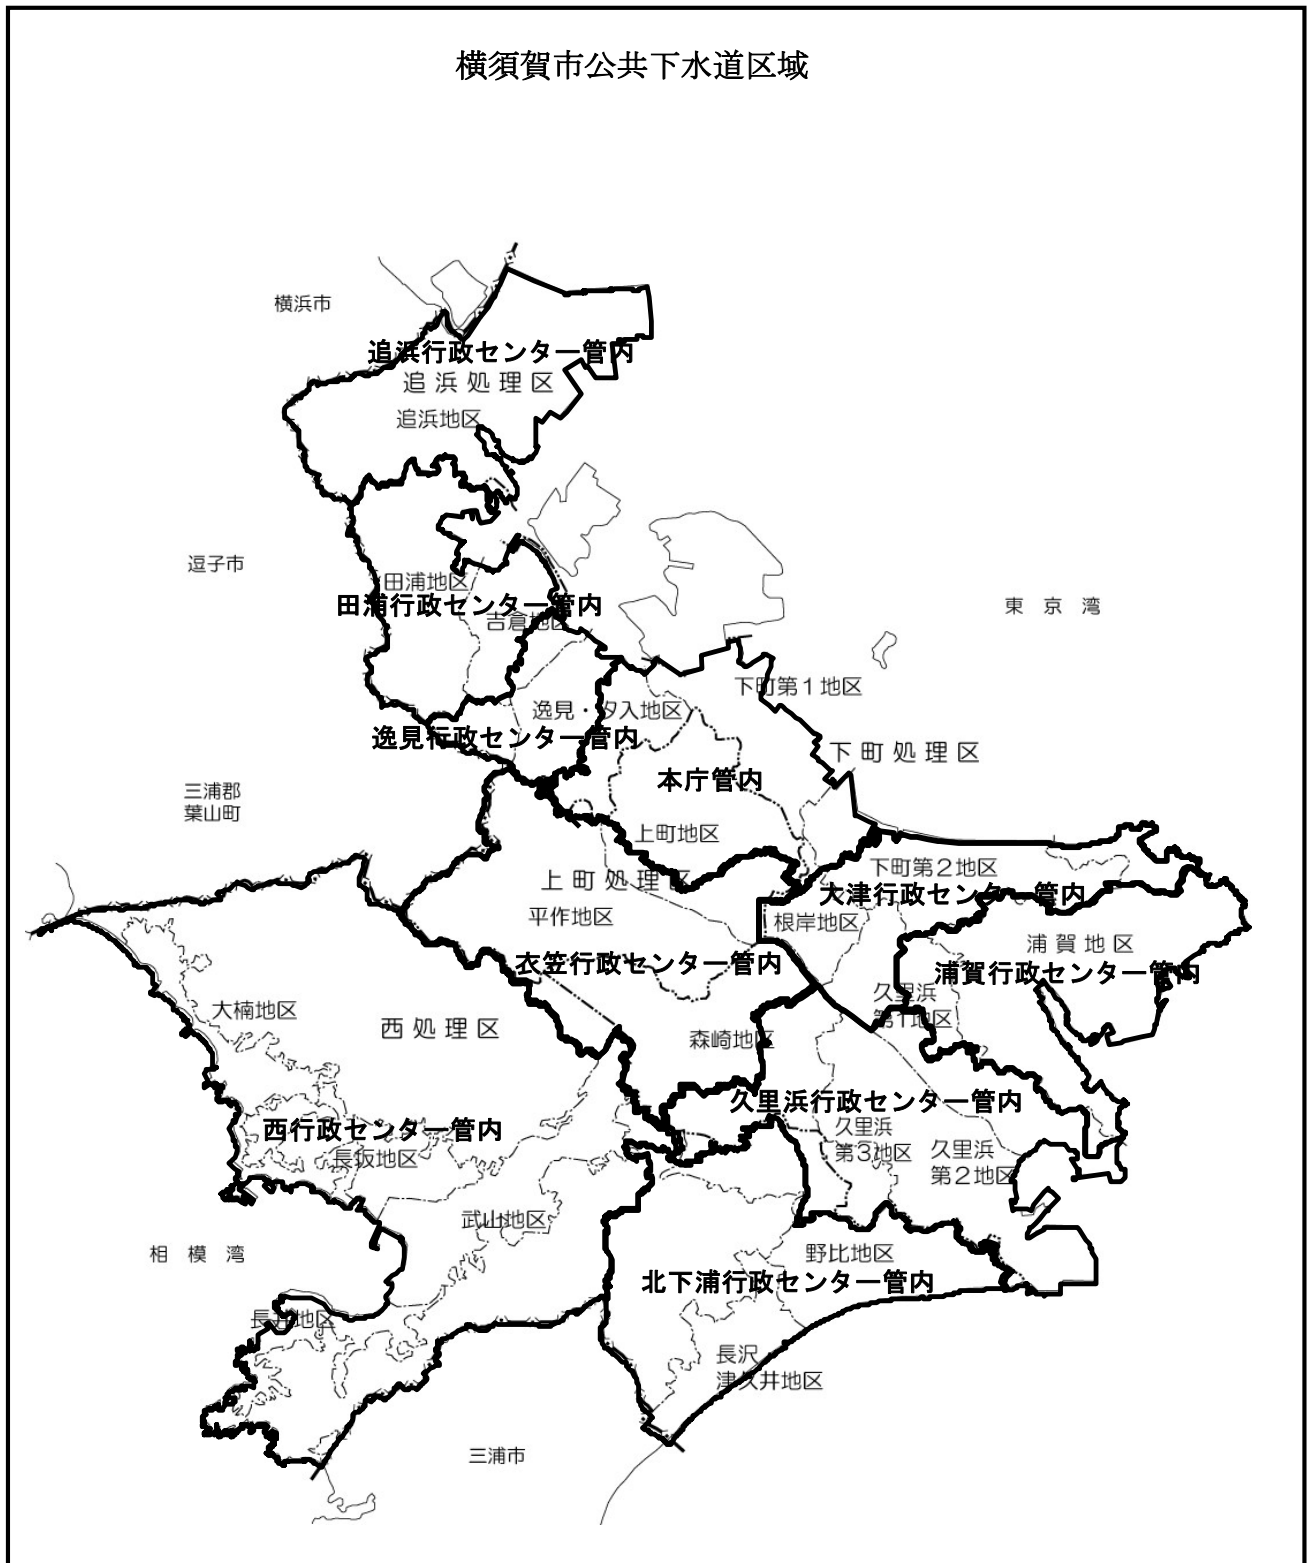 横須賀市公共下水道区域
横浜市
追浜行政センター管内
追浜処理区
追浜地区
逗子市
田浦地区
田浦行政センター管内
吉倉地区
東京湾
下町第1地区
逸見・汐入地区
逸見行政センター管内
下町処理区
本庁管内
三浦郡
葉山町
上町地区
下町第2地区
上町処理区
大津行政センター管内
平作地区
根岸地区
浦賀地区
衣笠行政センター管内
浦賀行政センター管内
久里浜
第1地区
大楠地区
西処理区
森崎地区
久里浜行政センター管内
西行政センター管内
久里浜
第3地区
久里浜
第2地区
長坂地区
武山地区
相模湾
野比地区
北下浦行政センター管内
長井地区
長沢
津久井地区
三浦市